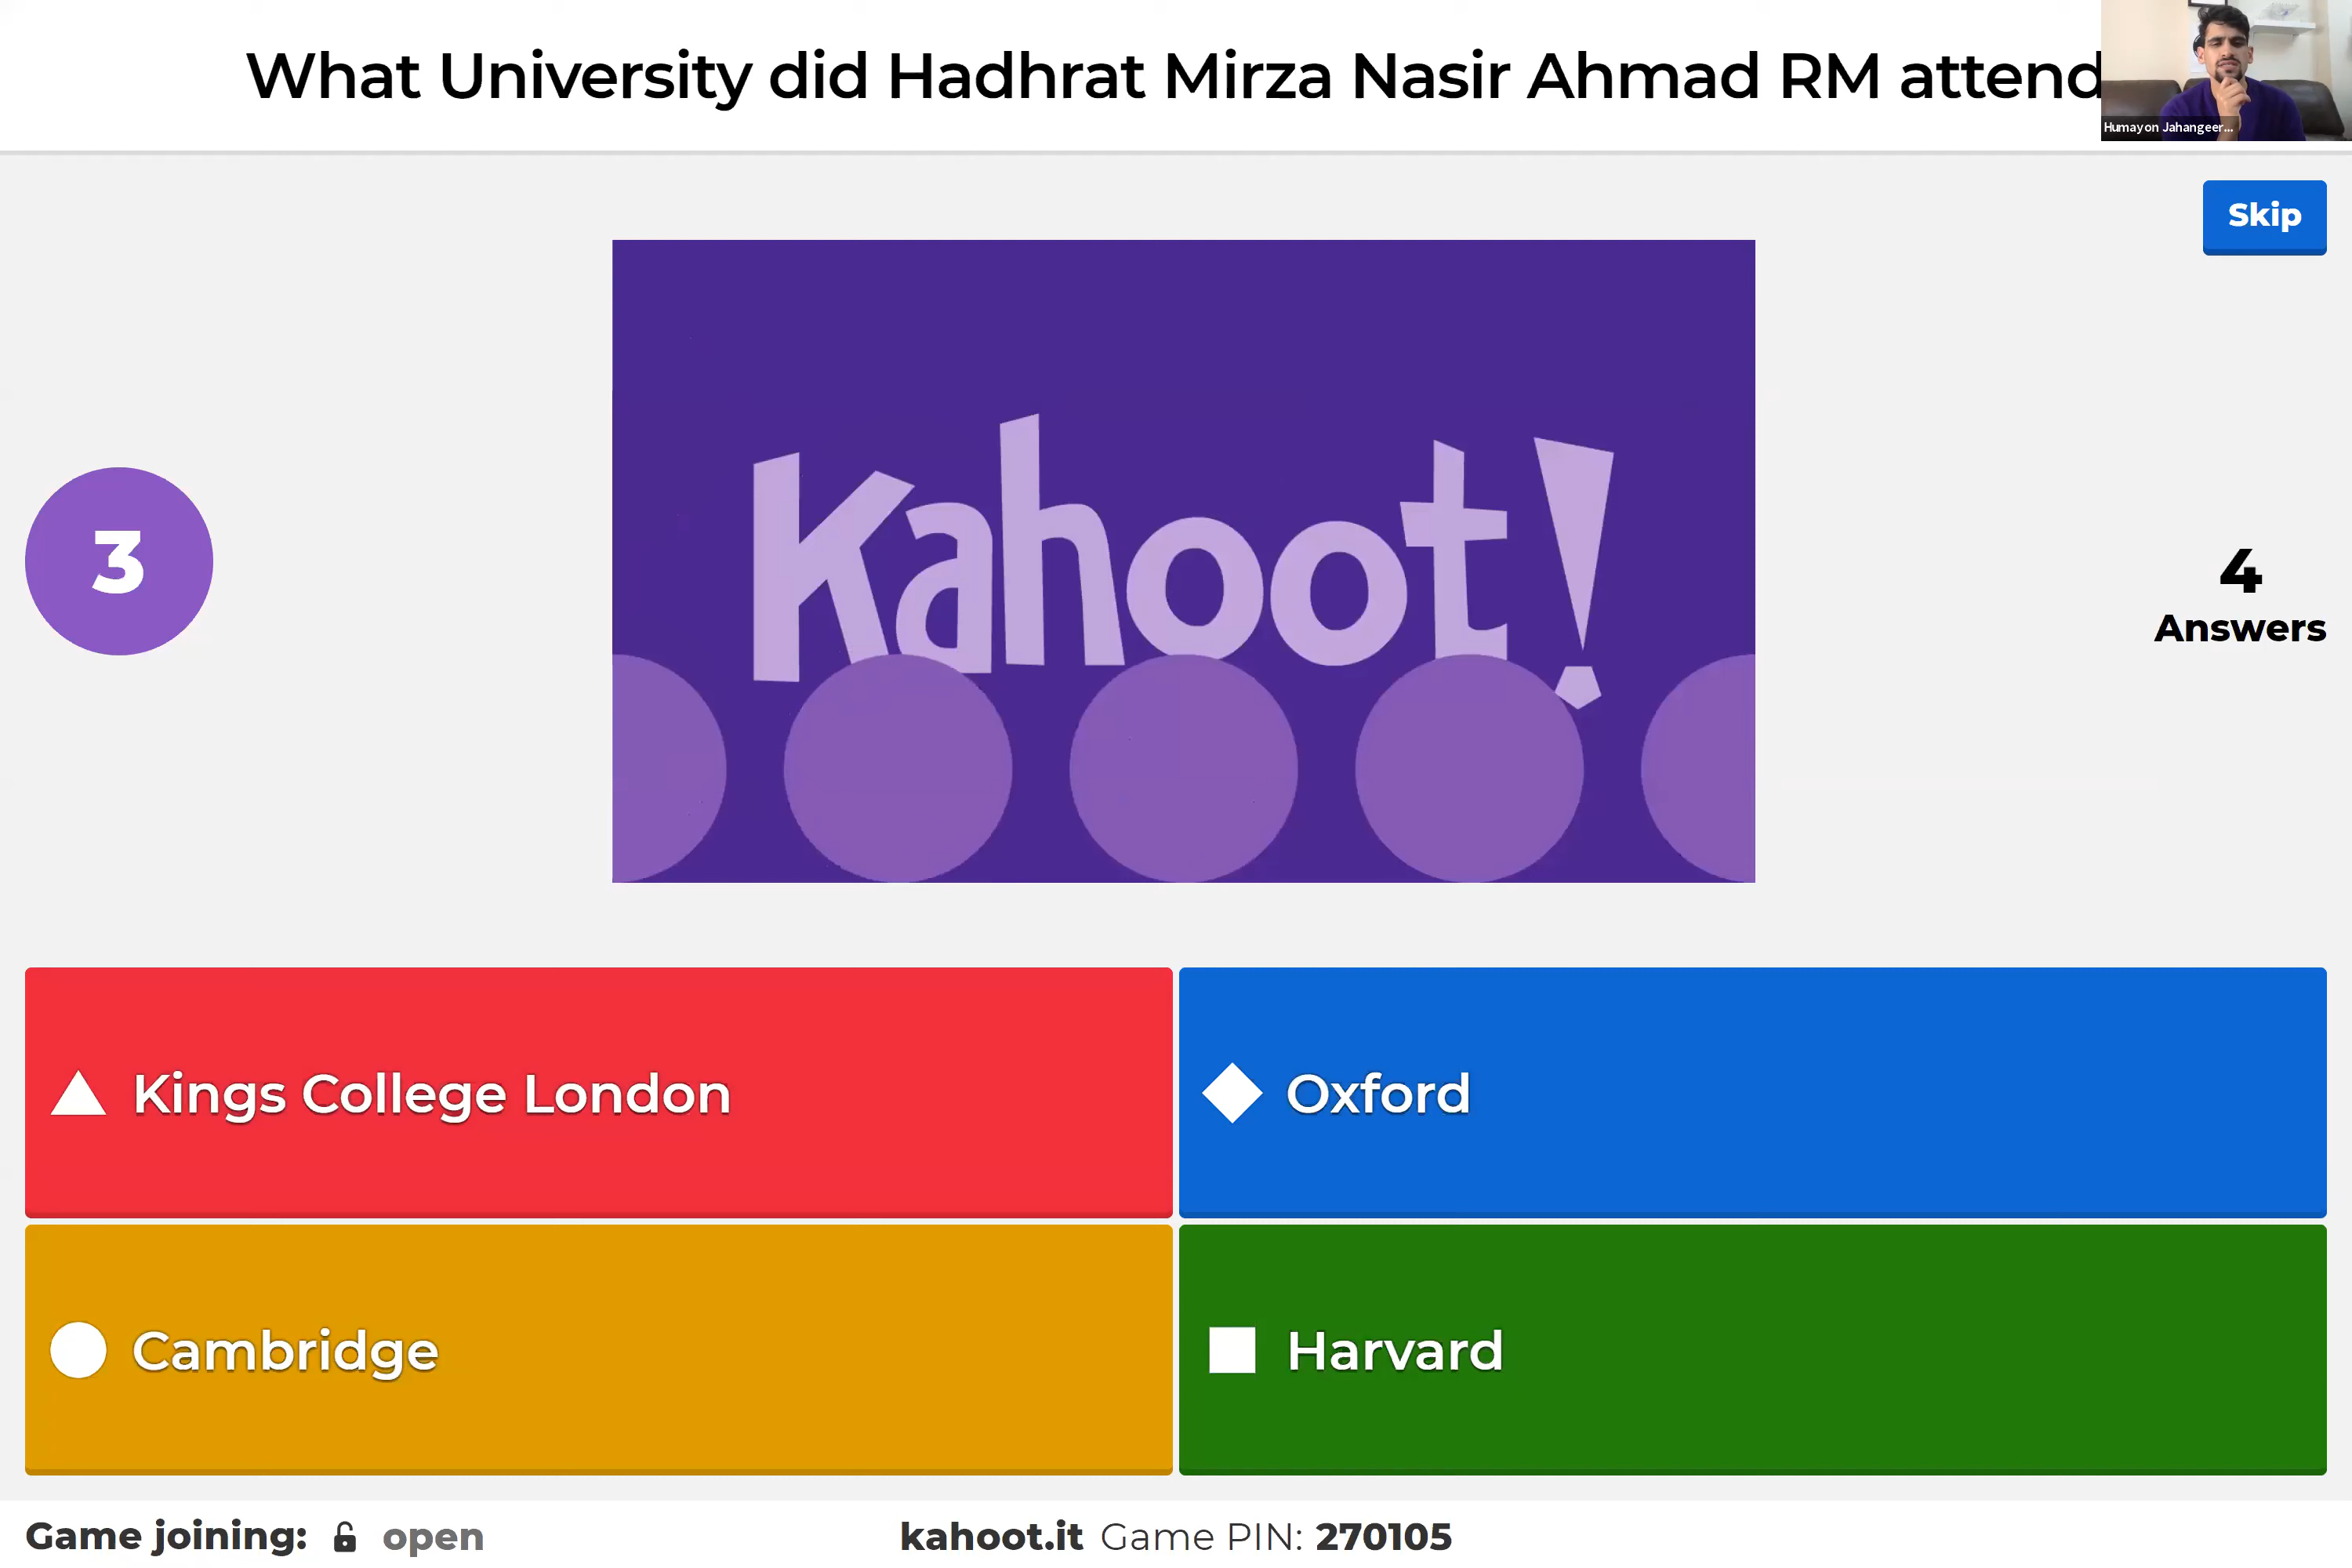 What University did Hadhrat Mirza Nasir Ahmad RM attend
Humayon Jahangeer...
Skip
Kahoot!
3
4
Answers
Kings College London
Oxford
Cambridge
Harvard
Game joining: open
kahoot.it Game PIN: 270105